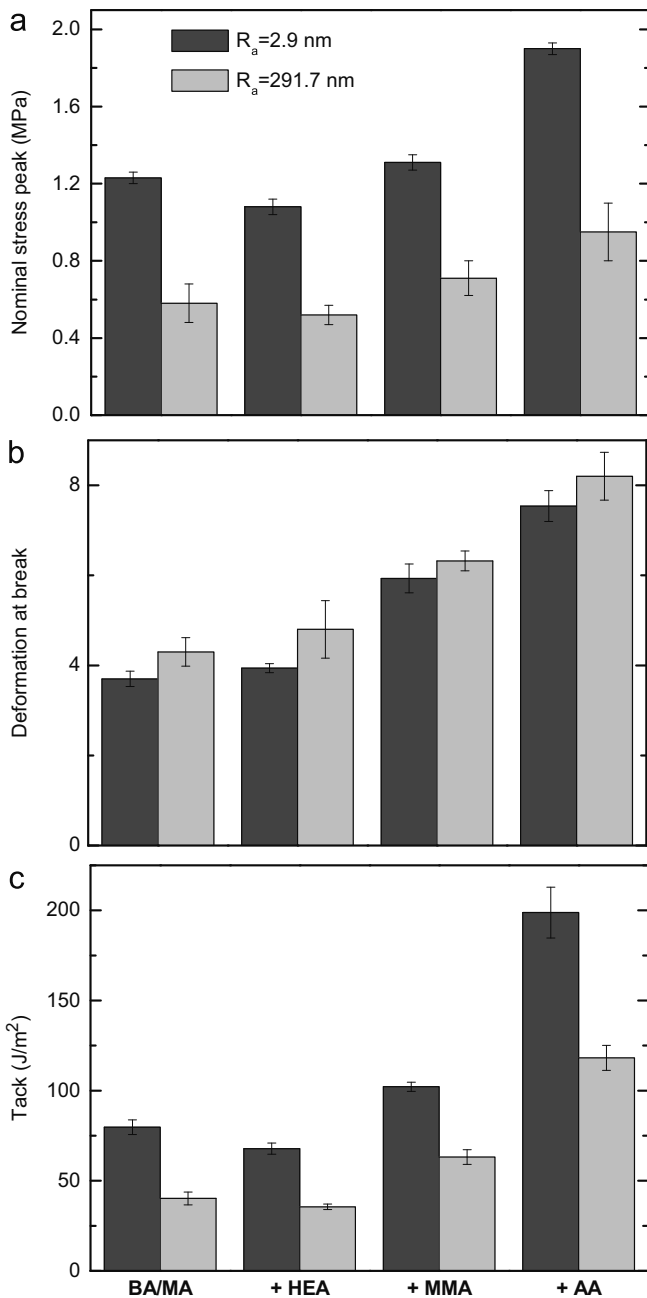 a
2.0
R_a=2.9 nm
R_a=291.7 nm
1.6
1.2
0.8
0.4
0.0
Nominal stress peak (MPa)
b
8
4
0
Deformation at break
c
200
150
100
50
0
Tack (J/m²)
BA/MA + HEA + MMA + AA